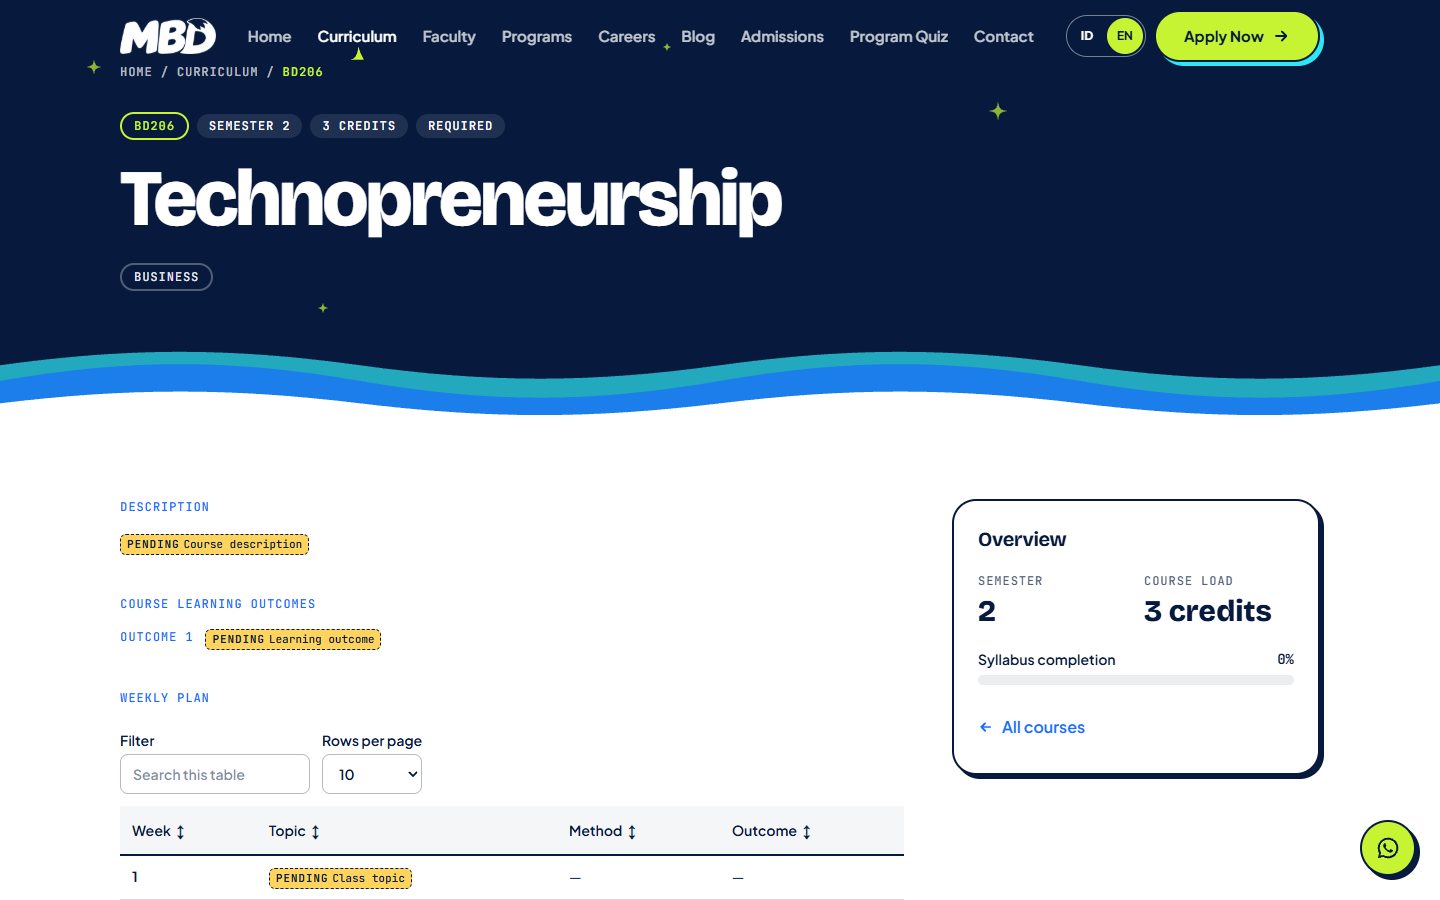 MBD Home Curriculum Faculty Programs Careers Blog Admissions Program Quiz Contact ID EN Apply Now →
HOME / CURRICULUM / BD206
BD206 SEMESTER 2 3 CREDITS REQUIRED
Technopreneurship
BUSINESS
DESCRIPTION
PENDING Course description
COURSE LEARNING OUTCOMES
OUTCOME 1 PENDING Learning outcome
WEEKLY PLAN
Filter Rows per page
Search this table 10
Week ↕ Topic ↕ Method ↕ Outcome ↕
1 PENDING Class topic — —
Overview
SEMESTER COURSE LOAD
2 3 credits
Syllabus completion 0%
← All courses